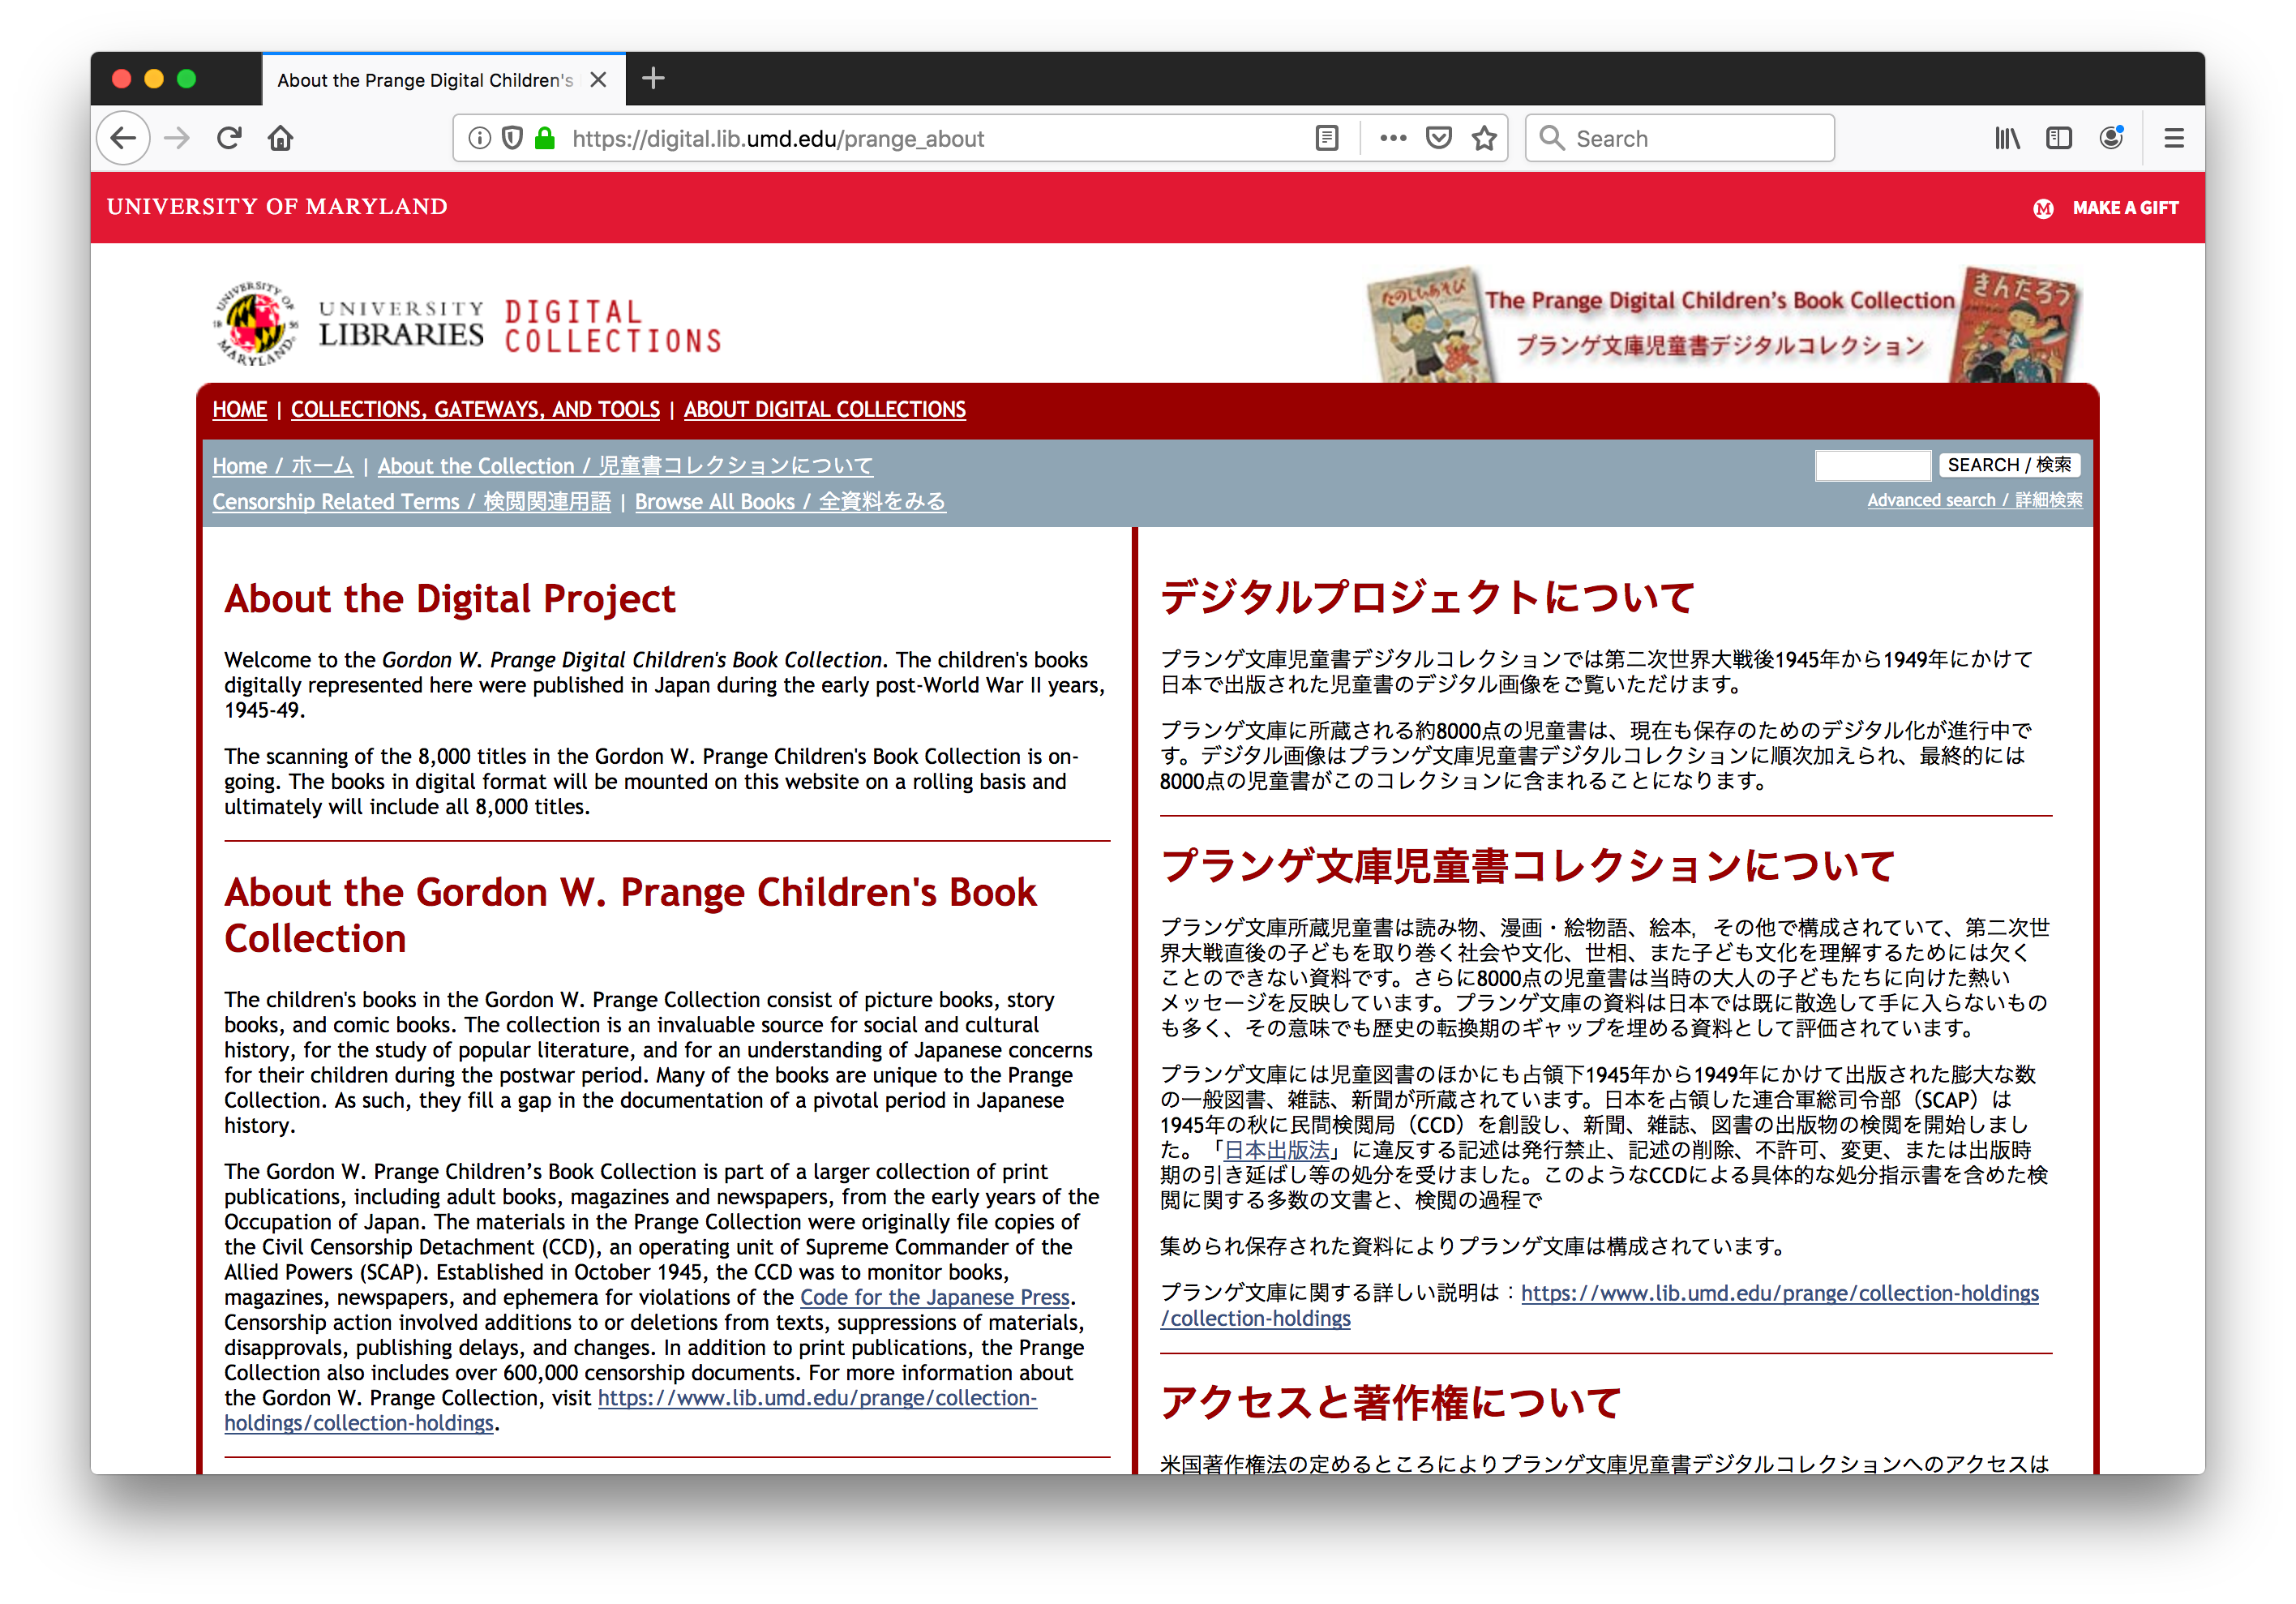 About the Prange Digital Children's
https://digital.lib.umd.edu/prange_about
Search
UNIVERSITY OF MARYLAND
M MAKE A GIFT
UNIVERSITY OF MARYLAND
18 56
UNIVERSITY
LIBRARIES
DIGITAL
COLLECTIONS
たのしいあそび
The Prange Digital Children's Book Collection
プランゲ文庫児童書デジタルコレクション
きんたろう
HOME | COLLECTIONS, GATEWAYS, AND TOOLS | ABOUT DIGITAL COLLECTIONS
Home / ホーム | About the Collection / 児童書コレクションについて
Censorship Related Terms / 検閲関連用語 | Browse All Books / 全資料をみる
SEARCH / 検索
Advanced search / 詳細検索
About the Digital Project
Welcome to the Gordon W. Prange Digital Children's Book Collection. The children's books
digitally represented here were published in Japan during the early post-World War II years,
1945-49.
The scanning of the 8,000 titles in the Gordon W. Prange Children's Book Collection is on-
going. The books in digital format will be mounted on this website on a rolling basis and
ultimately will include all 8,000 titles.
About the Gordon W. Prange Children's Book
Collection
The children's books in the Gordon W. Prange Collection consist of picture books, story
books, and comic books. The collection is an invaluable source for social and cultural
history, for the study of popular literature, and for an understanding of Japanese concerns
for their children during the postwar period. Many of the books are unique to the Prange
Collection. As such, they fill a gap in the documentation of a pivotal period in Japanese
history.
The Gordon W. Prange Children’s Book Collection is part of a larger collection of print
publications, including adult books, magazines and newspapers, from the early years of the
Occupation of Japan. The materials in the Prange Collection were originally file copies of
the Civil Censorship Detachment (CCD), an operating unit of Supreme Commander of the
Allied Powers (SCAP). Established in October 1945, the CCD was to monitor books,
magazines, newspapers, and ephemera for violations of the Code for the Japanese Press.
Censorship action involved additions to or deletions from texts, suppressions of materials,
disapprovals, publishing delays, and changes. In addition to print publications, the Prange
Collection also includes over 600,000 censorship documents. For more information about
the Gordon W. Prange Collection, visit https://www.lib.umd.edu/prange/collection-
holdings/collection-holdings.
デジタルプロジェクトについて
プランゲ文庫児童書デジタルコレクションでは第二次世界大戦後1945年から1949年にかけて
日本で出版された児童書のデジタル画像をご覧いただけます。
プランゲ文庫に所蔵される約8000点の児童書は、現在も保存のためのデジタル化が進行中で
す。デジタル画像はプランゲ文庫児童書デジタルコレクションに順次加えられ、最終的には
8000点の児童書がこのコレクションに含まれることになります。
プランゲ文庫児童書コレクションについて
プランゲ文庫所蔵児童書は読み物、漫画・絵物語、絵本，その他で構成されていて、第二次世
界大戦直後の子どもを取り巻く社会や文化、世相、また子ども文化を理解するためには欠く
ことのできない資料です。さらに8000点の児童書は当時の大人の子どもたちに向けた熱い
メッセージを反映しています。プランゲ文庫の資料は日本では既に散逸して手に入らないもの
も多く、その意味でも歴史の転換期のギャップを埋める資料として評価されています。
プランゲ文庫には児童図書のほかにも占領下1945年から1949年にかけて出版された膨大な数
の一般図書、雑誌、新聞が所蔵されています。日本を占領した連合軍総司令部（SCAP）は
1945年の秋に民間検閲局（CCD）を創設し、新聞、雑誌、図書の出版物の検閲を開始しまし
た。「日本出版法」に違反する記述は発行禁止、記述の削除、不許可、変更、または出版時
期の引き延ばし等の処分を受けました。このようなCCDによる具体的な処分指示書を含めた検
閲に関する多数の文書と、検閲の過程で
集められ保存された資料によりプランゲ文庫は構成されています。
プランゲ文庫に関する詳しい説明は：https://www.lib.umd.edu/prange/collection-holdings
/collection-holdings
アクセスと著作権について
米国著作権法の定めるところによりプランゲ文庫児童書デジタルコレクションへのアクセスは